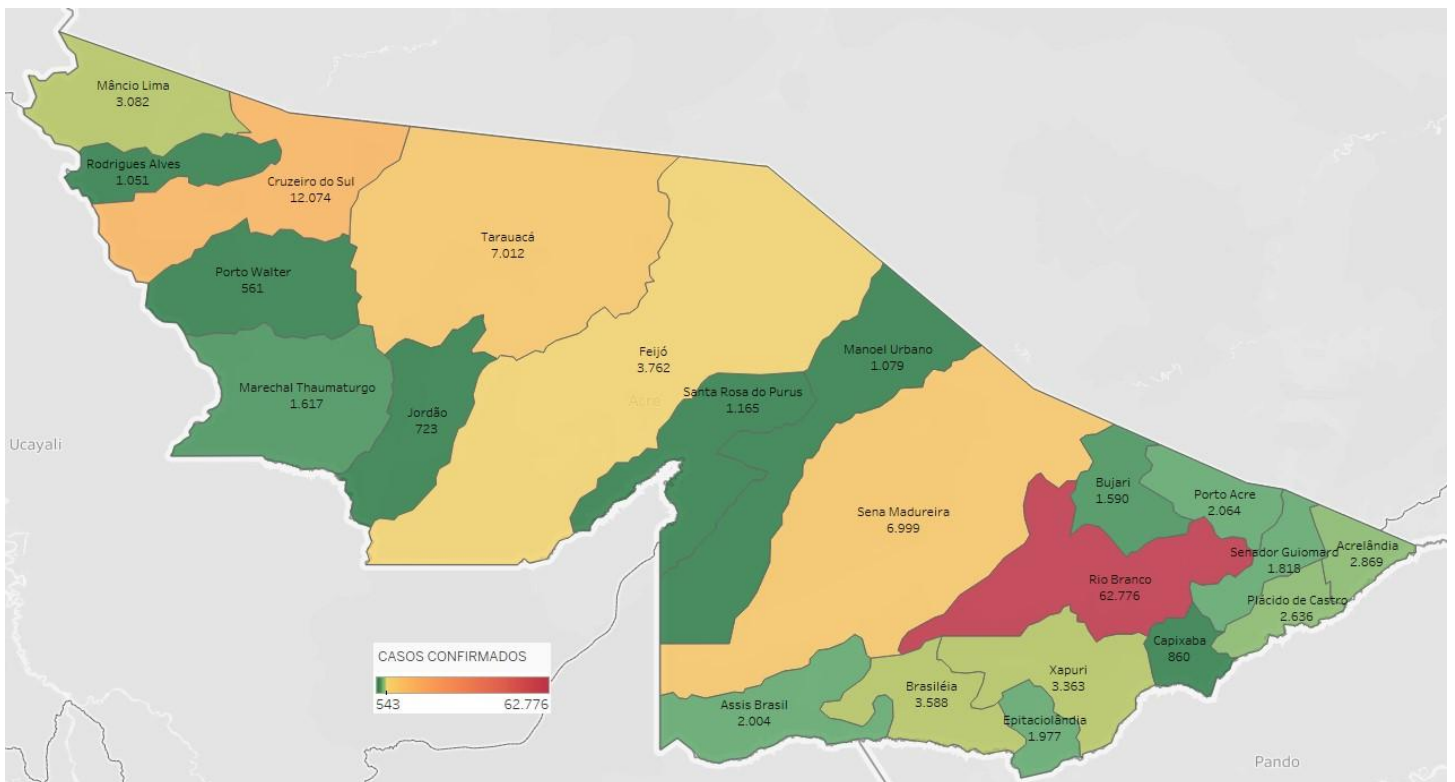 Mâncio Lima
3.082
Rodrigues Alves
1.051
Cruzeiro do Sul
12.074
Tarauacá
7.012
Porto Walter
561
Feijó
3.762
Manoel Urbano
1.079
Marechal Thaumaturgo
1.617
Jordão
723
Santa Rosa do Purus
1.165
Acre
Ucayali
Sena Madureira
6.999
Bujari
1.590
Porto Acre
2.064
Senador Guiomard
1.818
Acrelândia
2.869
Rio Branco
62.776
Plácido de Castro
2.636
Capixaba
860
Xapuri
3.363
Brasiléia
3.588
Assis Brasil
2.004
Epitaciolândia
1.977
Pando
CASOS CONFIRMADOS
543 62.776